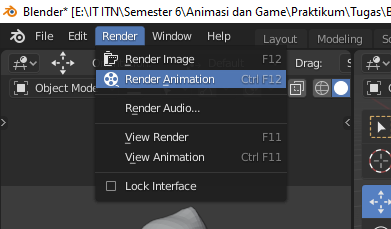 Blender* [E:\IT ITN\Semester 6\Animasi dan Game\Praktikum\Tugas\
File Edit Render Window Help Layout Modeling
Render Image F12
Render Animation Ctrl F12
Drag:
Object Mode
Render Audio...
View Render F11
View Animation Ctrl F11
Lock Interface